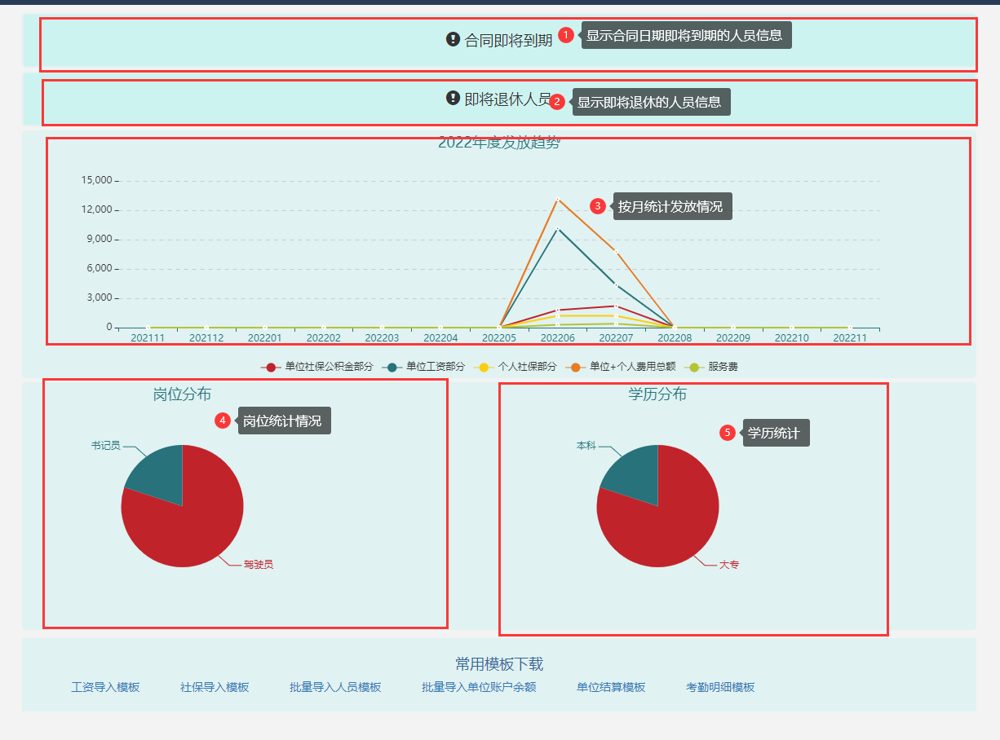 合同即将到期
1
显示合同日期即将到期的人员信息
即将退休人员
2
显示即将退休的人员信息
2022年度发放趋势
15,000
12,000
9,000
6,000
3,000
0
3
按月统计发放情况
202111 202112 202201 202202 202203 202204 202205 202206 202207 202208 202209 202210 202211
单位社保公积金部分 单位工资部分 个人社保部分 单位+个人费用总额 服务费
岗位分布
4
岗位统计情况
书记员
驾驶员
学历分布
5
学历统计
本科
大专
常用模板下载
工资导入模板 社保导入模板 批量导入人员模板 批量导入单位账户余额 单位结算模板 考勤明细模板